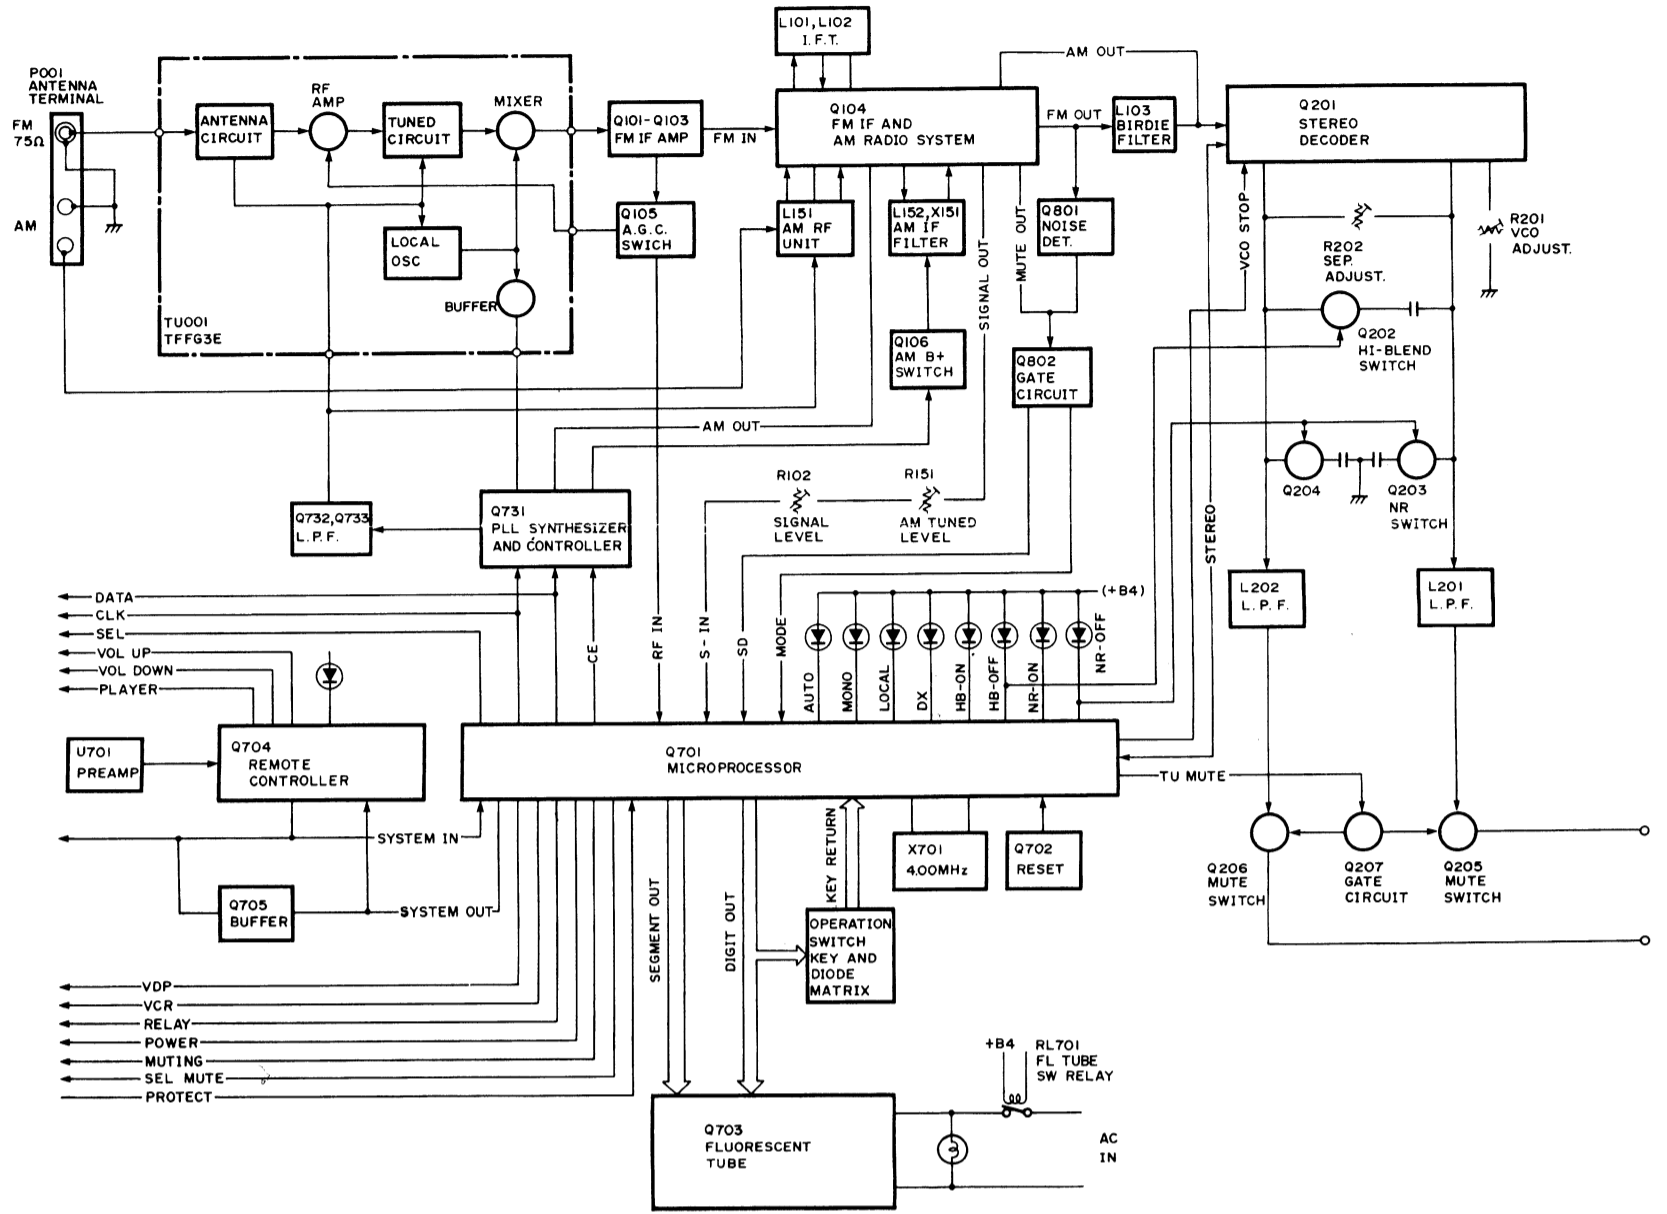 P001
ANTENNA
TERMINAL
FM
75Ω
AM
ANTENNA
CIRCUIT
RF
AMP
TUNED
CIRCUIT
MIXER
LOCAL
OSC
BUFFER
TU001
TFFG3E
Q101-Q103
FM IF AMP
FM IN
Q105
A.G.C.
SWICH
L101, L102
I.F.T.
Q104
FM IF AND
AM RADIO SYSTEM
AM OUT
FM OUT
L103
BIRDIE
FILTER
Q201
STEREO
DECODER
L151
AM RF
UNIT
L152, X151
AM IF
FILTER
SIGNAL OUT
MUTE OUT
Q801
NOISE
DET.
Q106
AM B+
SWITCH
Q802
GATE
CIRCUIT
VCO STOP
R202
SEP.
ADJUST.
R201
VCO
ADJUST.
Q202
HI-BLEND
SWITCH
AM OUT
R102
SIGNAL
LEVEL
R151
AM TUNED
LEVEL
Q204
Q203
NR
SWITCH
STEREO
Q732, Q733
L.P.F.
Q731
PLL SYNTHESIZER
AND CONTROLLER
L202
L.P.F.
L201
L.P.F.
DATA
CLK
SEL
VOL UP
VOL DOWN
PLAYER
CE
RF IN
S-IN
SD
MODE
AUTO
MONO
LOCAL
DX
HB-ON
HB-OFF
NR-ON
NR-OFF
(+B4)
U701
PREAMP
Q704
REMOTE
CONTROLLER
Q701
MICROPROCESSOR
TU MUTE
SYSTEM IN
Q705
BUFFER
SYSTEM OUT
SEGMENT OUT
DIGIT OUT
KEY RETURN
X701
4.00MHz
Q702
RESET
Q206
MUTE
SWITCH
Q207
GATE
CIRCUIT
Q205
MUTE
SWITCH
OPERATION
SWITCH
KEY AND
DIODE
MATRIX
VDP
VCR
RELAY
POWER
MUTING
SEL MUTE
PROTECT
+B4
RL701
FL TUBE
SW RELAY
Q703
FLUORESCENT
TUBE
AC
IN